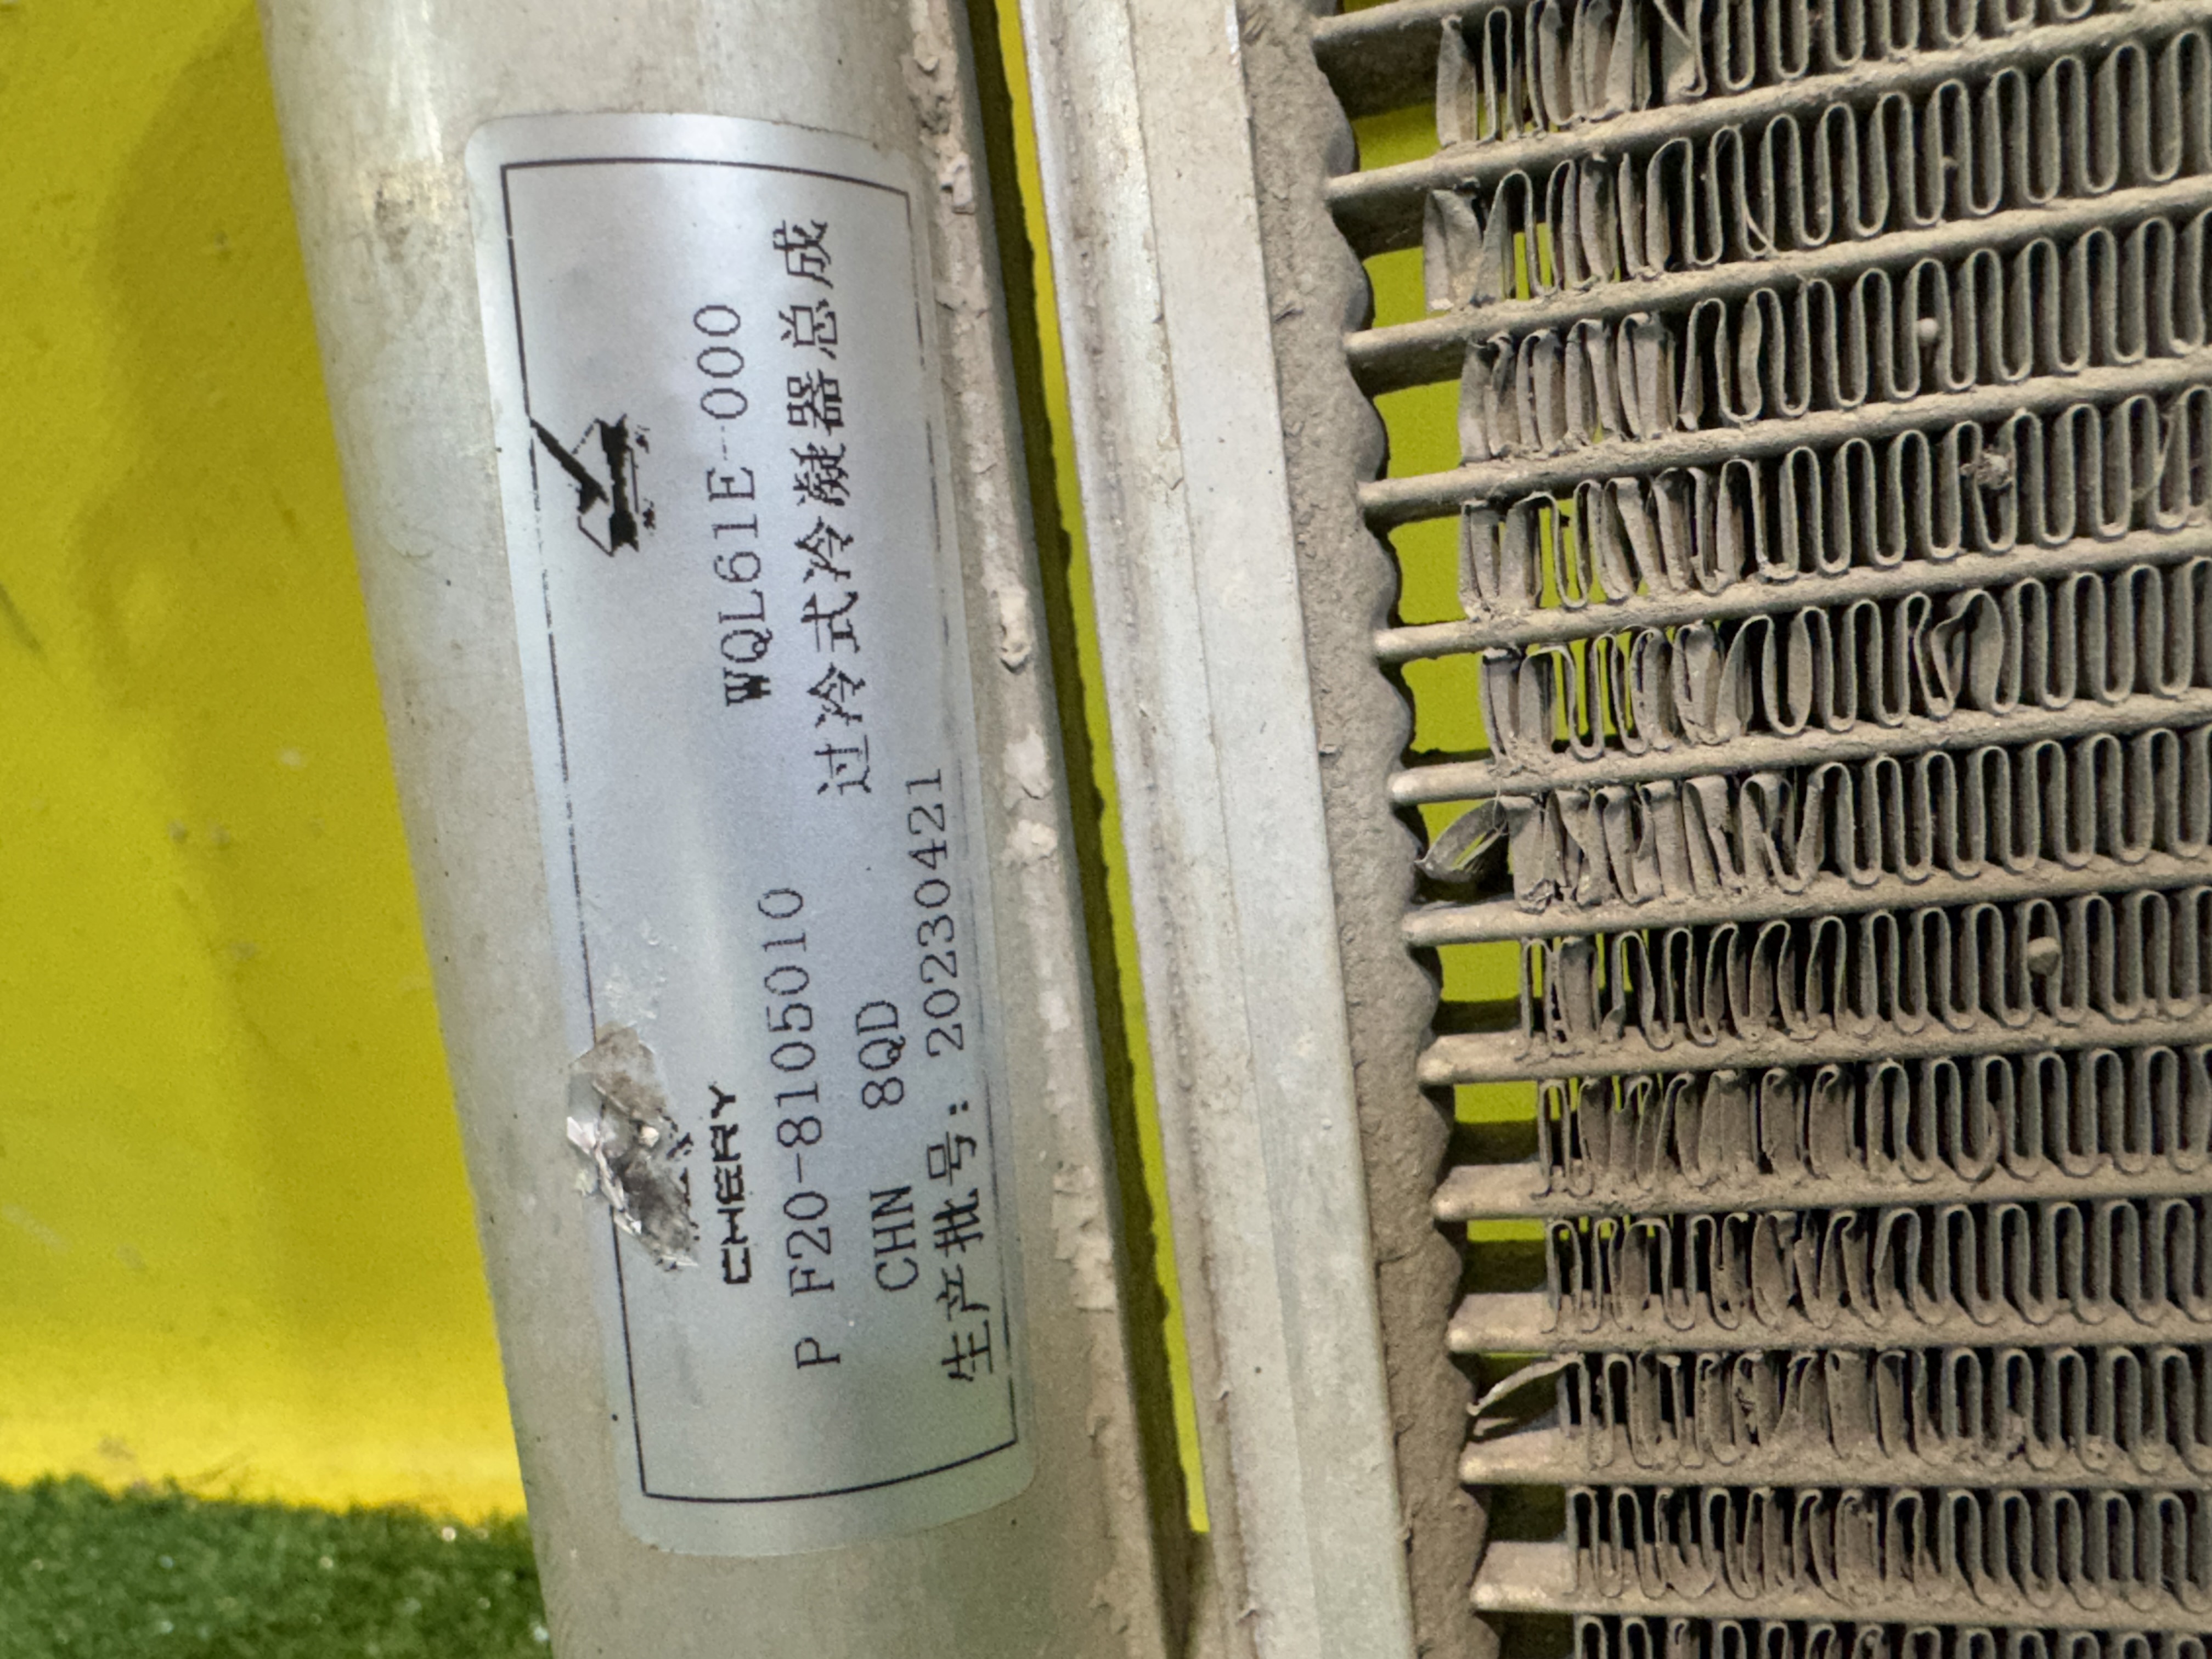 CHERY
WQL61E-000
P F20-8105010
过冷式冷凝器总成
CHN 8QD
生产批号: 20230421